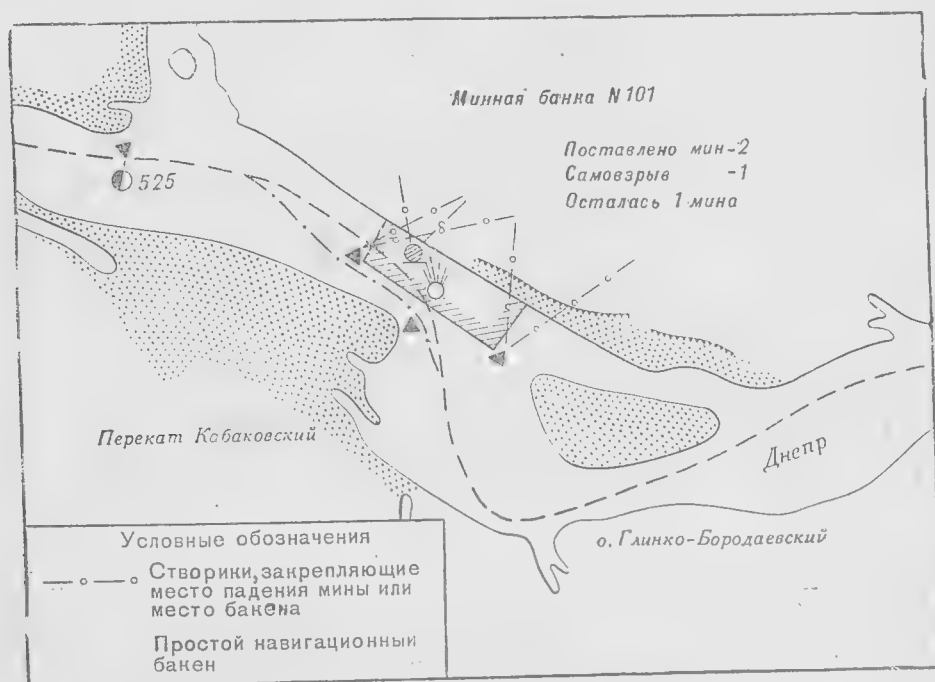 Минная банка N 101
Поставлено мин-2
Самовзрыв -1
Осталась 1 мина
525
Перекат Кабаковский
Днепр
о. Глинко-Бородаевский
Условные обозначения
Створики, закрепляющие
место падения мины или
место бакена
Простой навигационный
бакен